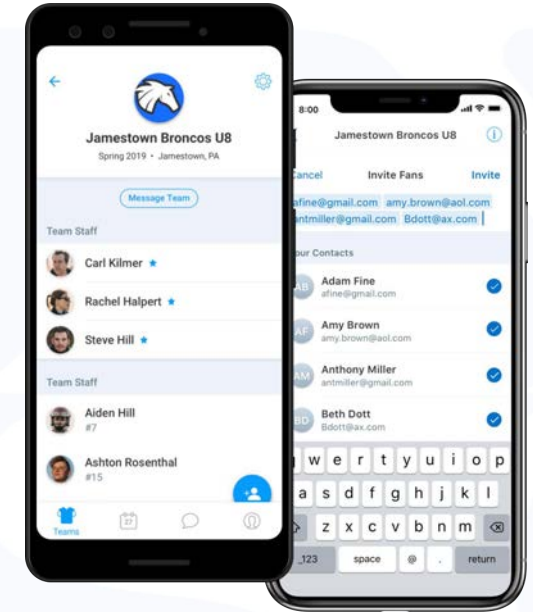 Jamestown Broncos U8
Spring 2019 • Jamestown, PA
Message Team
Team Staff
Carl Kilmer
Rachel Halpert
Steve Hill
Team Staff
Aiden Hill
#7
Ashton Rosenthal
#15
Teams
27
8:00
Jamestown Broncos U8
Cancel
Invite Fans
Invite
afine@gmail.com amy.brown@aol.com
antmiller@gmail.com Bdott@ax.com
Your Contacts
AB
Adam Fine
afine@gmail.com
AF
Amy Brown
amy.brown@aol.com
AM
Anthony Miller
antmiller@gmail.com
BD
Beth Dott
Bdott@ax.com
w e r t y u i o p
a s d f g h j k l
z x c v b n m
_123 space @ . return